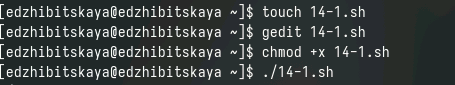 [edzhibitskaya@edzhibitskaya ~]$ touch 14-1.sh
[edzhibitskaya@edzhibitskaya ~]$ gedit 14-1.sh
[edzhibitskaya@edzhibitskaya ~]$ chmod +x 14-1.sh
[edzhibitskaya@edzhibitskaya ~]$ ./14-1.sh